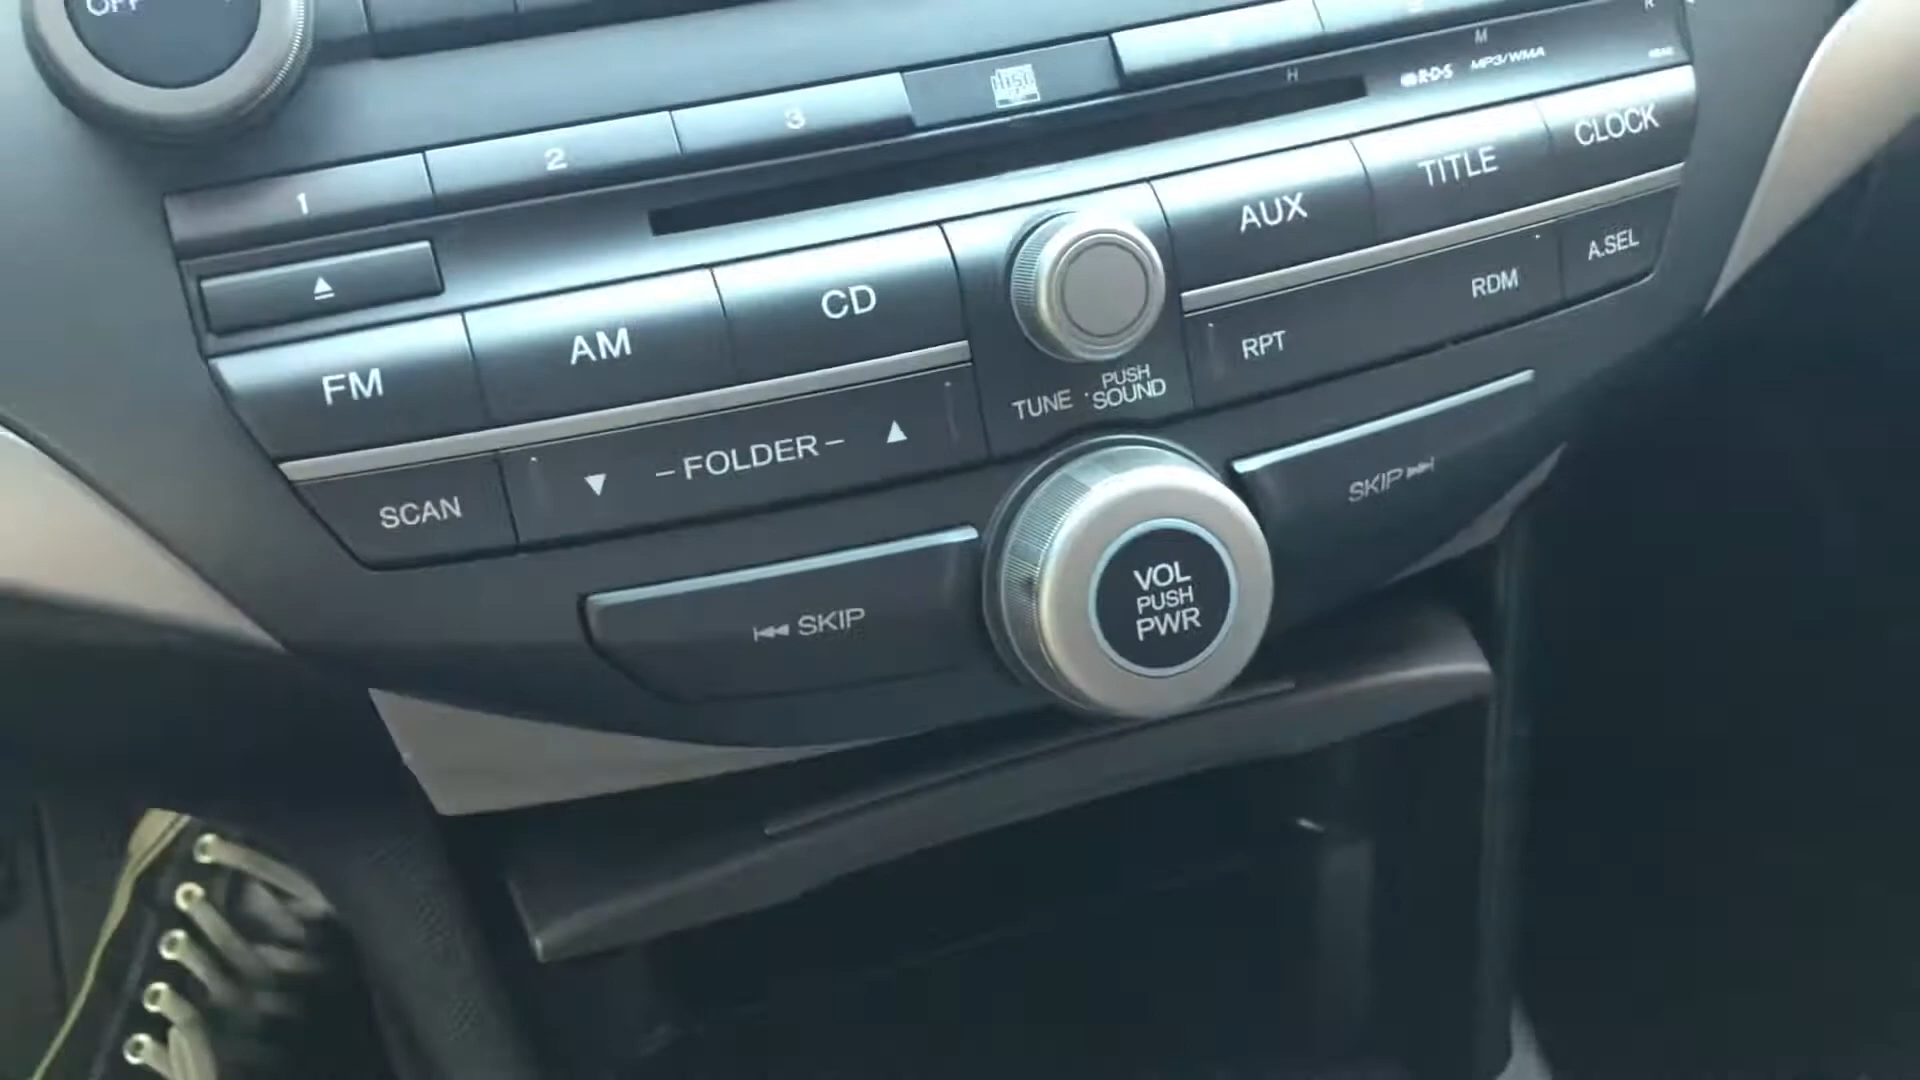 OFF
1
2
3
disc
H
M
R
R·D·S
MP3/WMA
FM
AM
CD
AUX
TITLE
CLOCK
TUNE
PUSH
SOUND
RPT
RDM
A.SEL
SCAN
▼ – FOLDER – ▲
⏮ SKIP
VOL
PUSH
PWR
SKIP ⏭